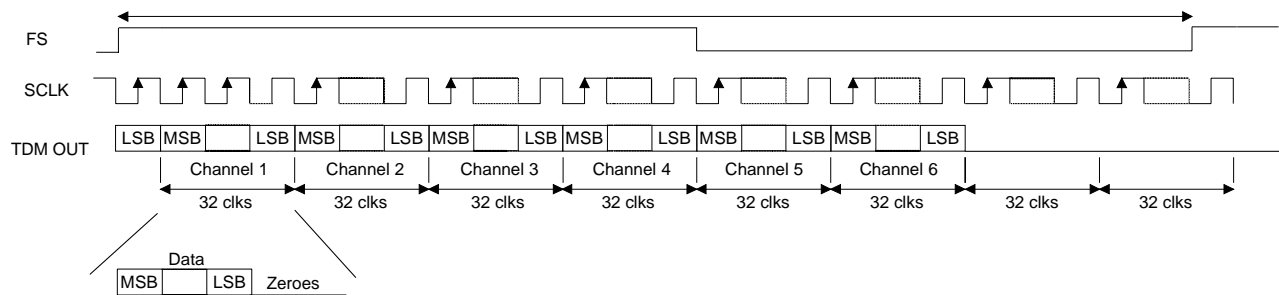 FS
SCLK
TDM OUT
LSB MSB LSB MSB LSB MSB LSB MSB LSB MSB LSB MSB LSB
Channel 1 Channel 2 Channel 3 Channel 4 Channel 5 Channel 6
32 clks 32 clks 32 clks 32 clks 32 clks 32 clks 32 clks 32 clks
Data
MSB LSB Zeroes